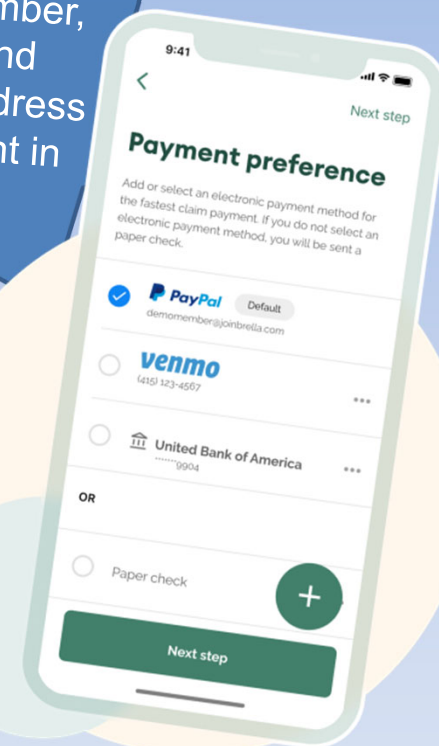 mber,
nd
dress
nt in
9:41
Next step
Payment preference
Add or select an electronic payment method for
the fastest claim payment. If you do not select an
electronic payment method, you will be sent a
paper check.
PayPal Default
demomember@joinbrella.com
venmo
(415) 123-4567
United Bank of America
9904
OR
Paper check
Next step